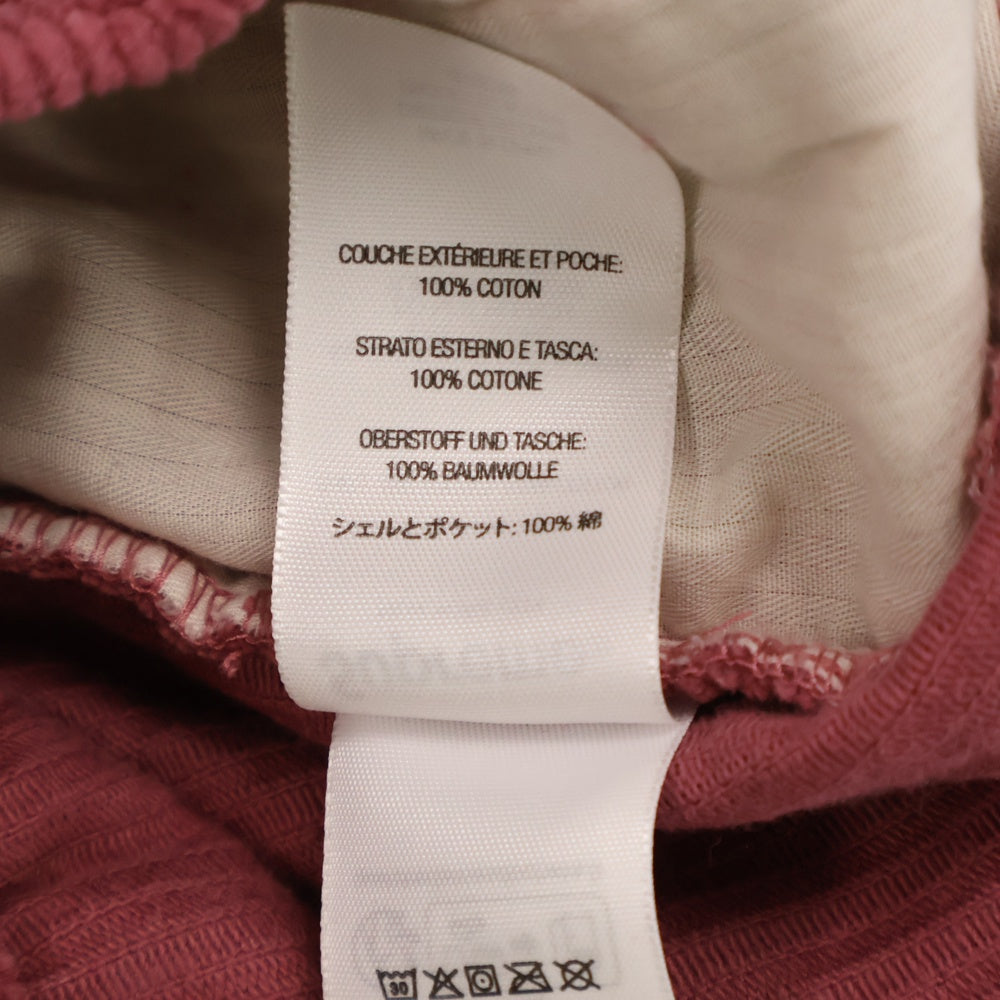 COUCHE EXTÉRIEURE ET POCHE:
100% COTON
STRATO ESTERNO E TASCA:
100% COTONE
OBERSTOFF UND TASCHE:
100% BAUMWOLLE
シェルとポケット: 100% 綿
30